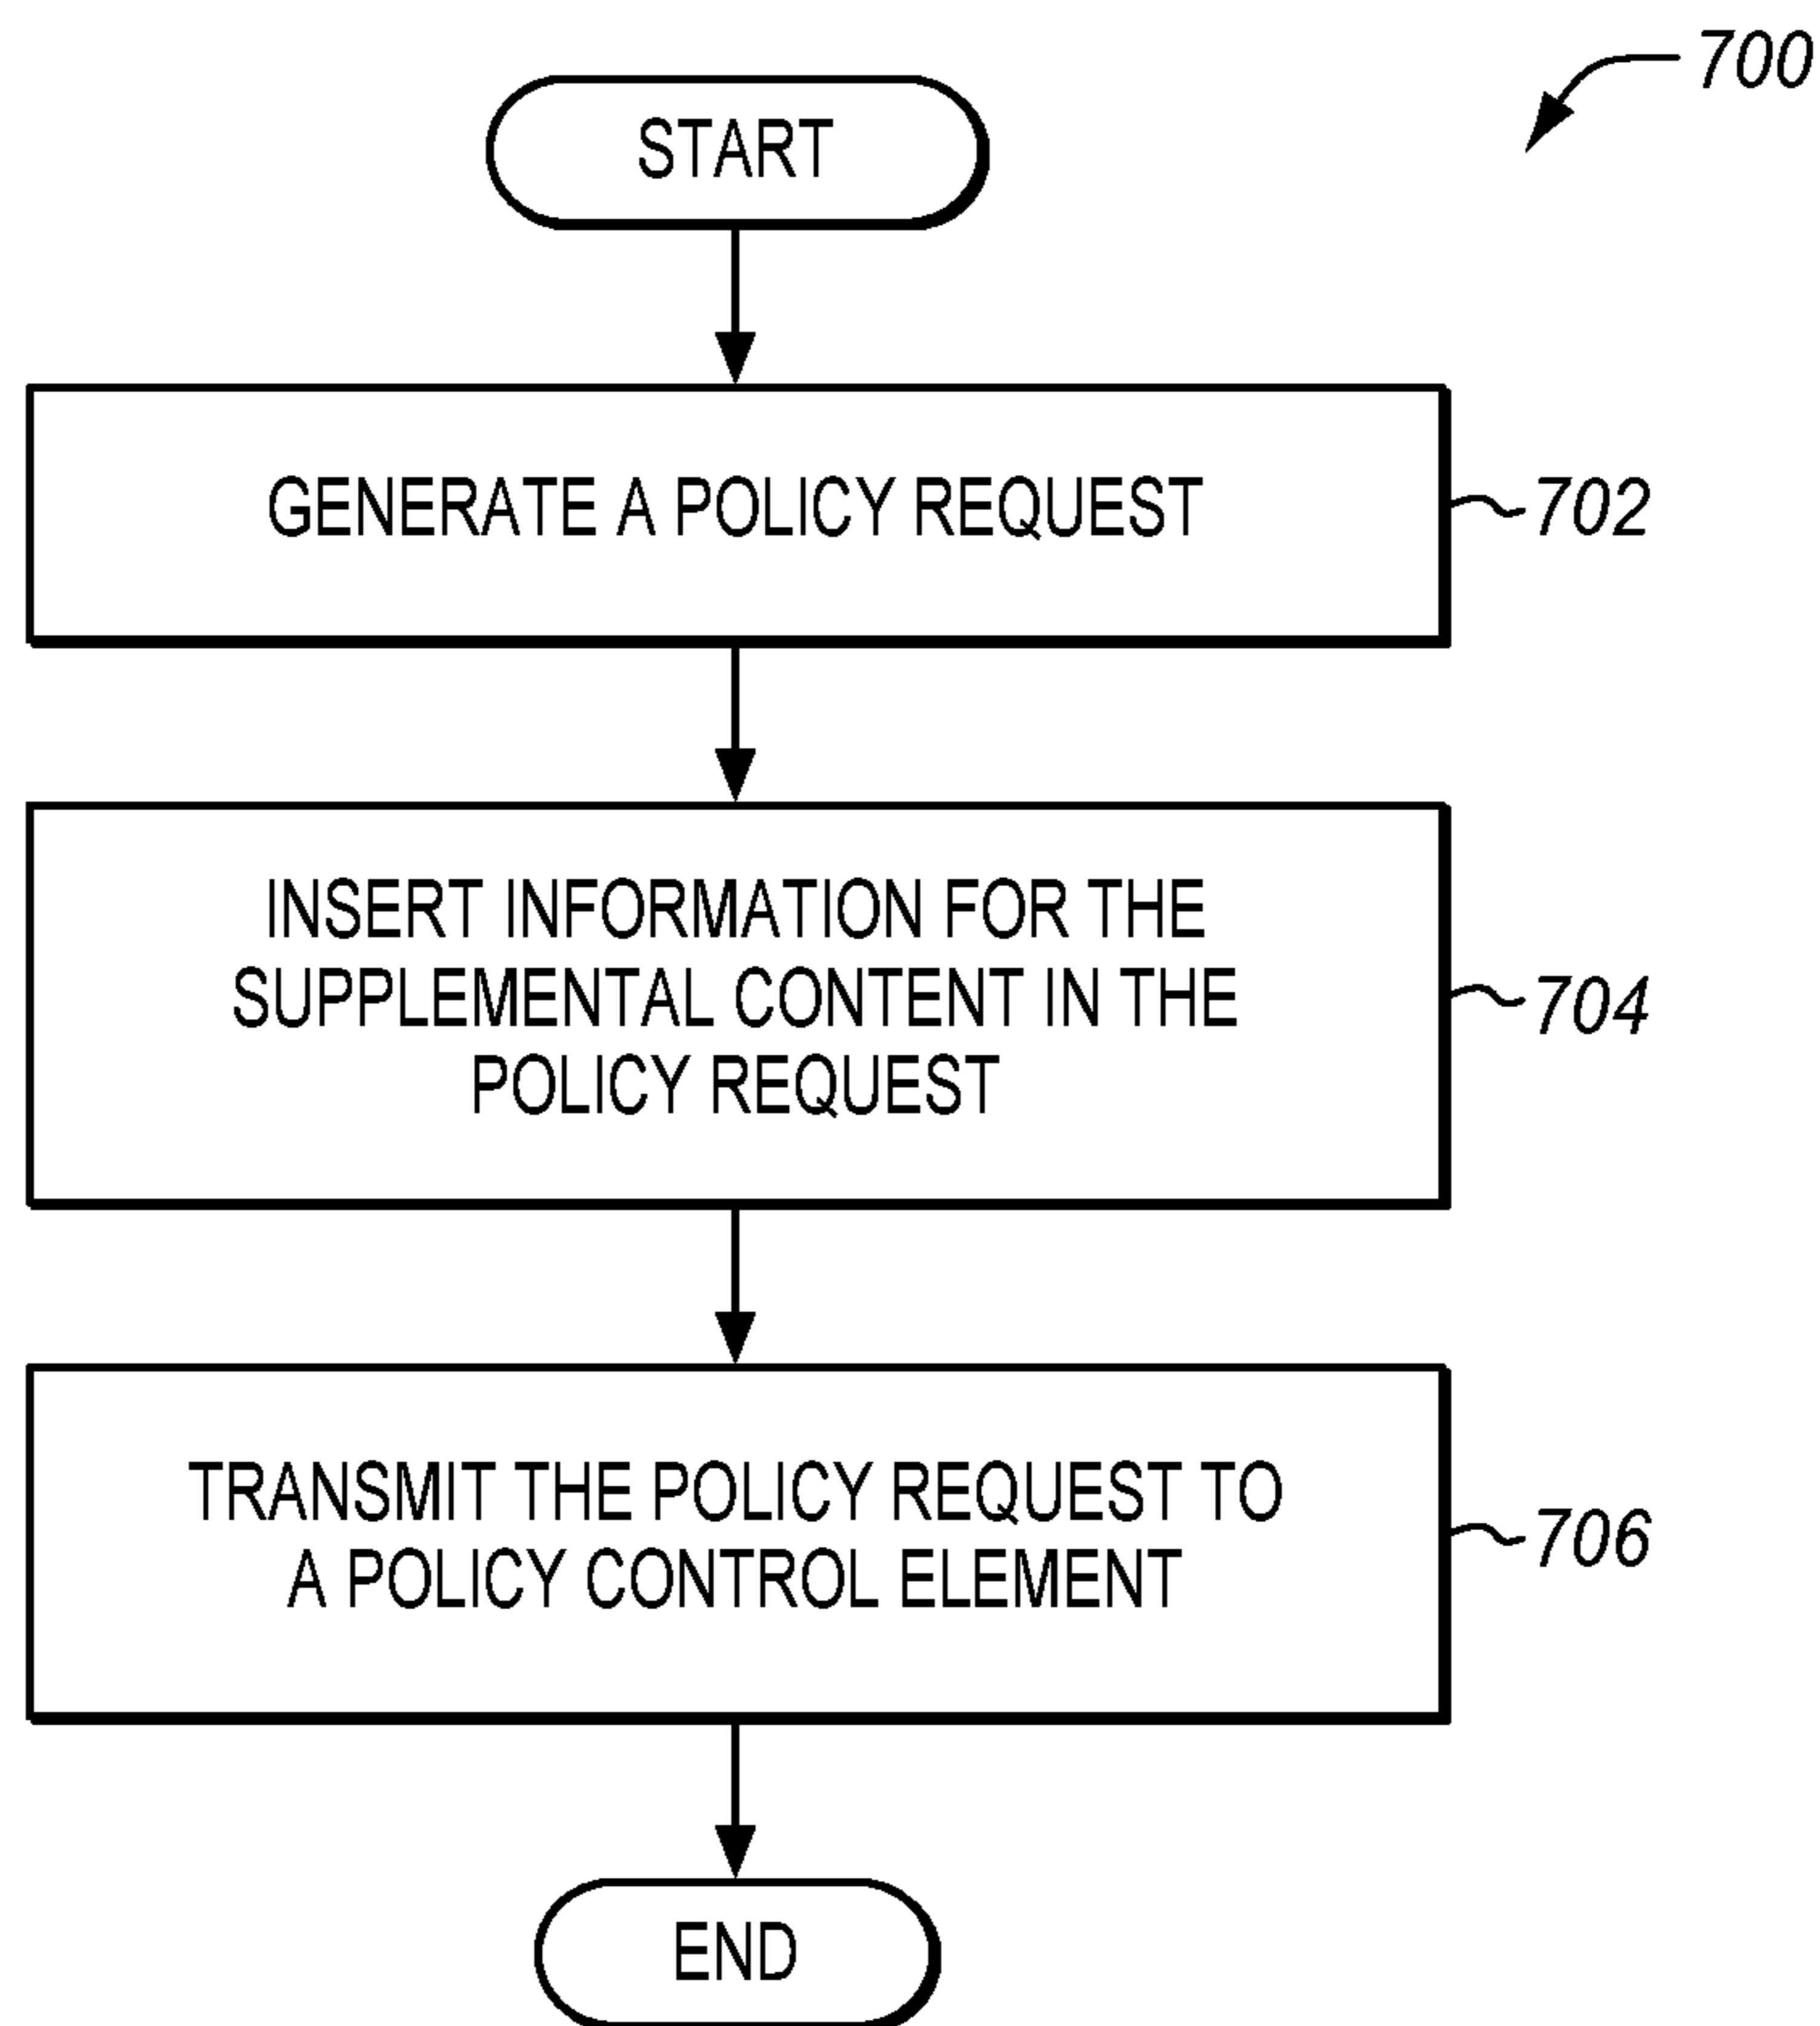 700
START
GENERATE A POLICY REQUEST
702
INSERT INFORMATION FOR THE
SUPPLEMENTAL CONTENT IN THE
POLICY REQUEST
704
TRANSMIT THE POLICY REQUEST TO
A POLICY CONTROL ELEMENT
706
END